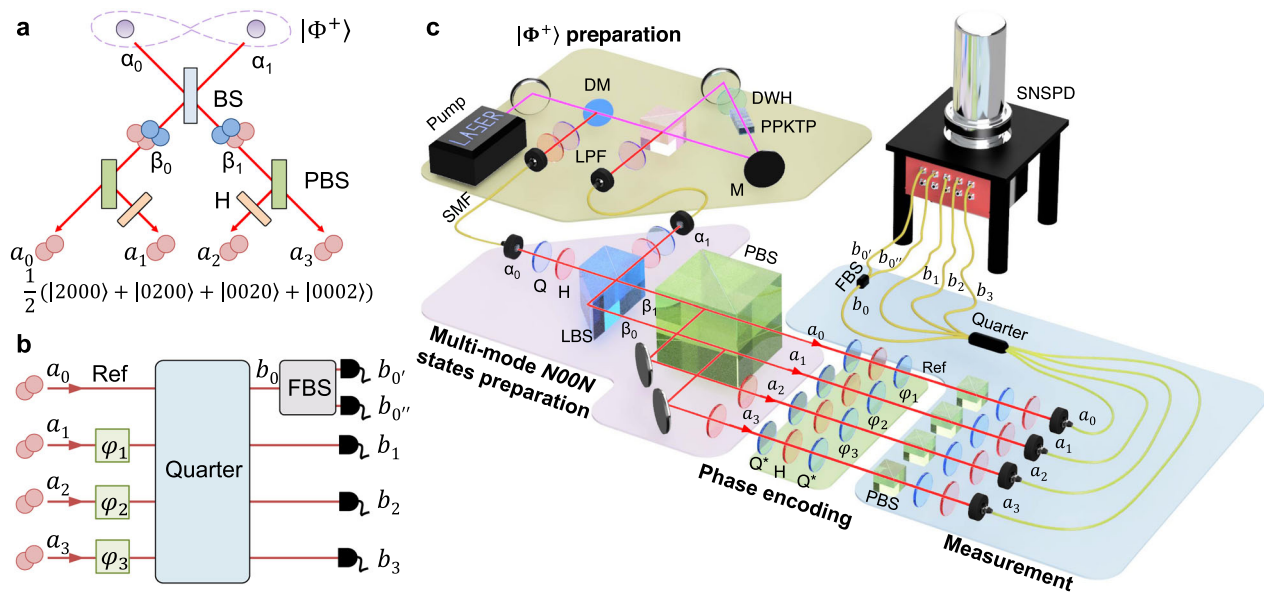 a
|Φ⁺⟩
α₀
α₁
BS
β₀
β₁
PBS
H
a₀
a₁
a₂
a₃
½(|2000⟩ + |0200⟩ + |0020⟩ + |0002⟩)
b
a₀
Ref
b₀
FBS
b₀′
b₀″
a₁
φ₁
Quarter
b₁
a₂
φ₂
b₂
a₃
φ₃
b₃
c
|Φ⁺⟩ preparation
Pump
LASER
DM
DWH
PPKTP
LPF
M
SMF
SNSPD
α₀
α₁
Q
H
LBS
β₀
β₁
PBS
Multi-mode N00N
states preparation
a₀
a₁
a₂
a₃
Ref
φ₁
φ₂
φ₃
Q* H Q*
Phase encoding
b₀′
b₀″
b₁
b₂
b₃
FBS
b₀
Quarter
PBS
a₀
a₁
a₂
a₃
Measurement